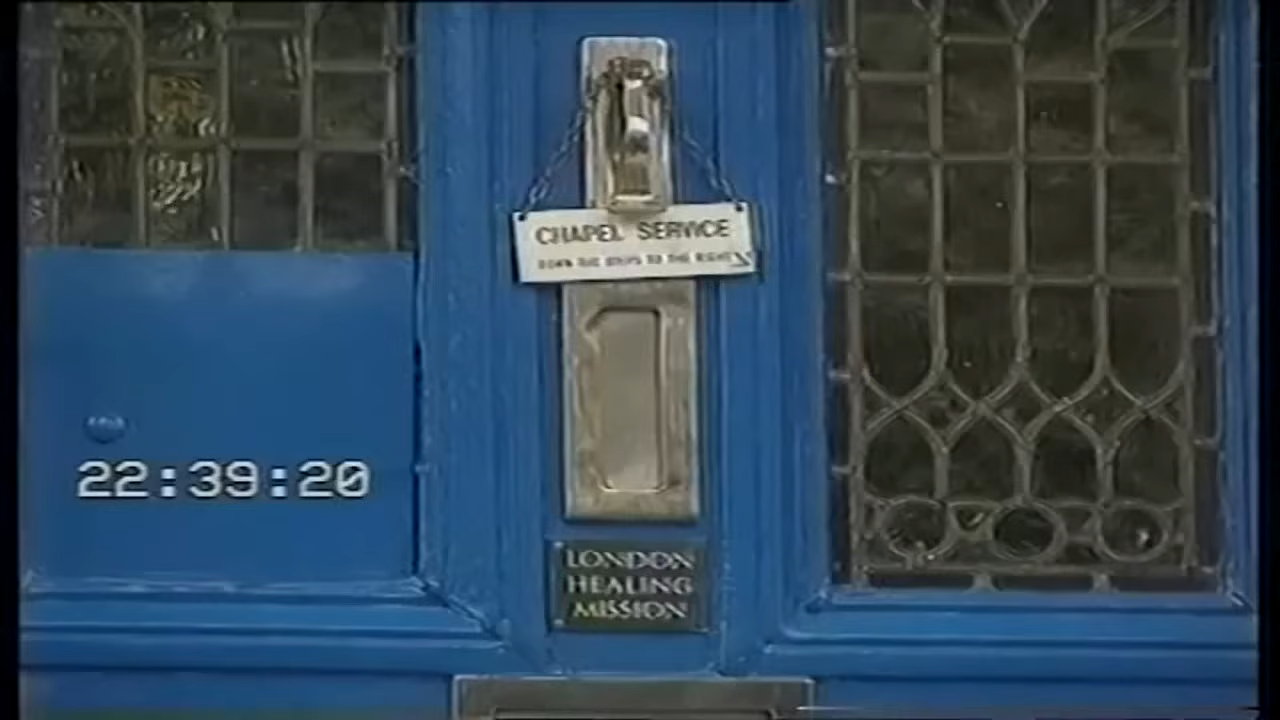 CHAPEL SERVICE
DOWN THE STEPS TO THE RIGHT
22:39:20
LONDON
HEALING
MISSION